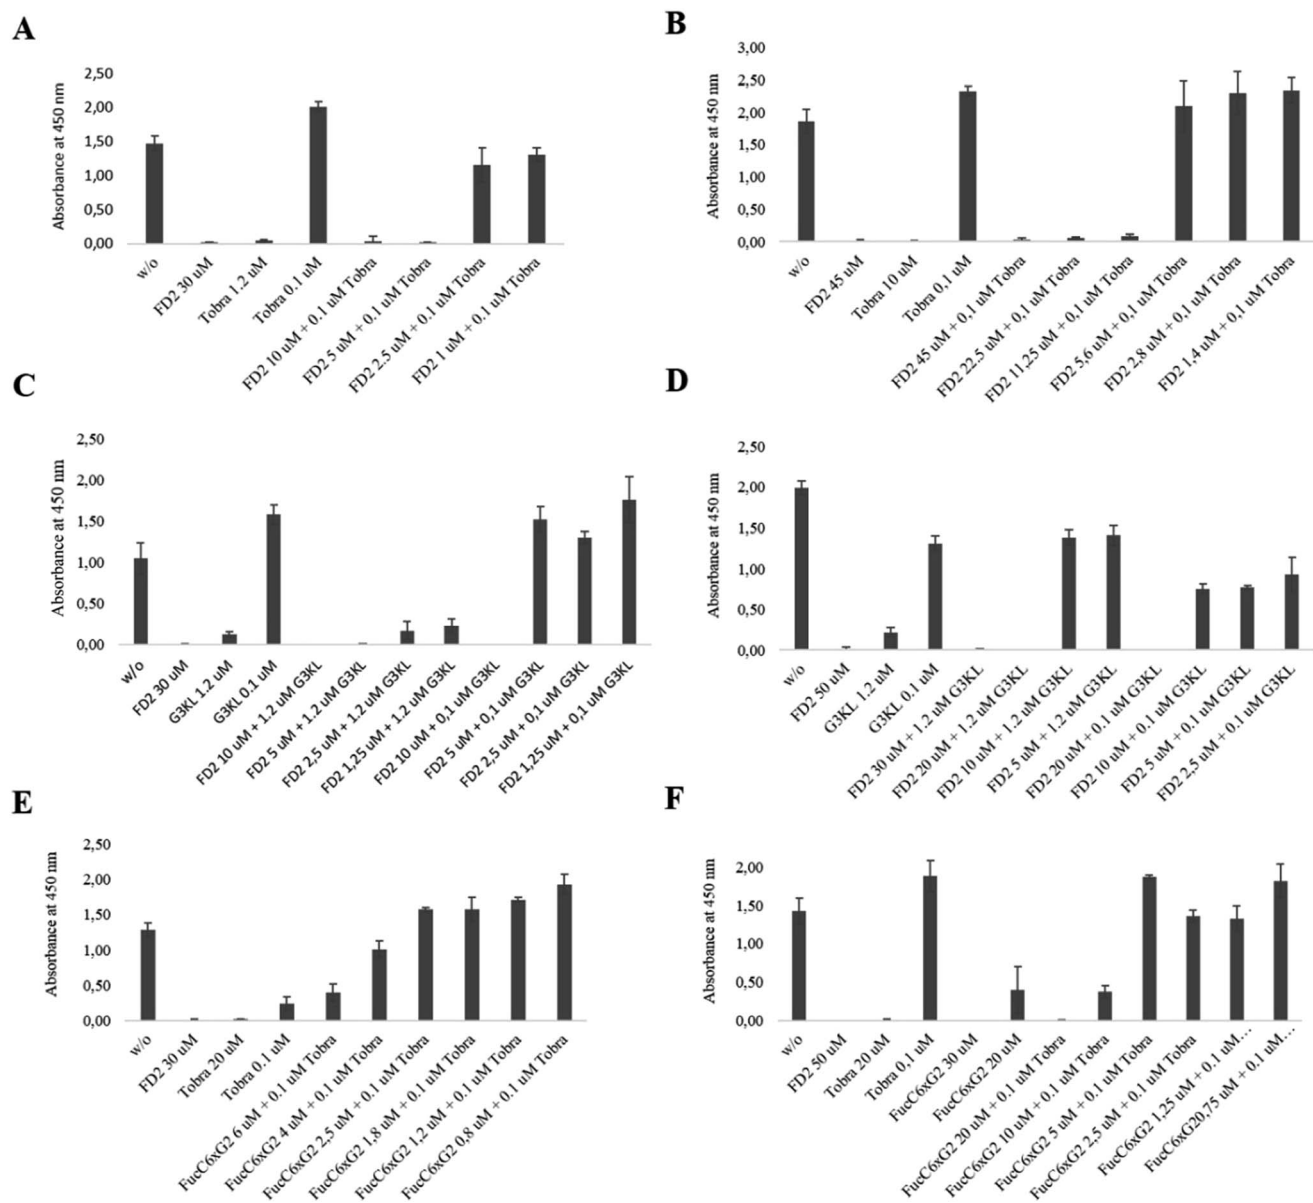 A
Absorbance at 450 nm
2,50
2,00
1,50
1,00
0,50
0,00
w/o
FD2 30 uM
Tobra 1.2 uM
Tobra 0.1 uM
FD2 10 uM + 0.1 uM Tobra
FD2 5 uM + 0.1 uM Tobra
FD2 2.5 uM + 0.1 uM Tobra
FD2 1 uM + 0.1 uM Tobra
B
Absorbance at 450 nm
3,00
2,50
2,00
1,50
1,00
0,50
0,00
w/o
FD2 45 uM
Tobra 10 uM
Tobra 0,1 uM
FD2 45 uM + 0,1 uM Tobra
FD2 22,5 uM + 0,1 uM Tobra
FD2 11,25 uM + 0,1 uM Tobra
FD2 5,6 uM + 0,1 uM Tobra
FD2 2,8 uM + 0,1 uM Tobra
FD2 1,4 uM + 0,1 uM Tobra
C
Absorbance at 450 nm
2,50
2,00
1,50
1,00
0,50
0,00
w/o
FD2 30 uM
G3KL 1.2 uM
G3KL 0.1 uM
FD2 10 uM + 1.2 uM G3KL
FD2 5 uM + 1.2 uM G3KL
FD2 2,5 uM + 1.2 uM G3KL
FD2 1,25 uM + 1.2 uM G3KL
FD2 10 uM + 0,1 uM G3KL
FD2 5 uM + 0,1 uM G3KL
FD2 2,5 uM + 0,1 uM G3KL
FD2 1,25 uM + 0,1 uM G3KL
D
Absorbance at 450 nm
2,50
2,00
1,50
1,00
0,50
0,00
w/o
FD2 50 uM
G3KL 1,2 uM
G3KL 0,1 uM
FD2 30 uM + 1.2 uM G3KL
FD2 20 uM + 1.2 uM G3KL
FD2 10 uM + 1.2 uM G3KL
FD2 5 uM + 1.2 uM G3KL
FD2 20 uM + 0.1 uM G3KL
FD2 10 uM + 0.1 uM G3KL
FD2 5 uM + 0.1 uM G3KL
FD2 2,5 uM + 0.1 uM G3KL
E
Absorbance at 450 nm
2,50
2,00
1,50
1,00
0,50
0,00
w/o
FD2 30 uM
Tobra 20 uM
Tobra 0.1 uM
FucC6xG2 6 uM + 0.1 uM Tobra
FucC6xG2 4 uM + 0.1 uM Tobra
FucC6xG2 2,5 uM + 0.1 uM Tobra
FucC6xG2 1,8 uM + 0.1 uM Tobra
FucC6xG2 1,2 uM + 0.1 uM Tobra
FucC6xG2 0,8 uM + 0.1 uM Tobra
F
Absorbance at 450 nm
2,00
1,50
1,00
0,50
0,00
w/o
FD2 50 uM
Tobra 20 uM
Tobra 0,1 uM
FucC6xG2 30 uM
FucC6xG2 20 uM
FucC6xG2 20 uM + 0.1 uM Tobra
FucC6xG2 10 uM + 0.1 uM Tobra
FucC6xG2 5 uM + 0.1 uM Tobra
FucC6xG2 2,5 uM + 0.1 uM Tobra
FucC6xG2 1,25 uM + 0.1 uM…
FucC6xG20,75 uM + 0.1 uM…